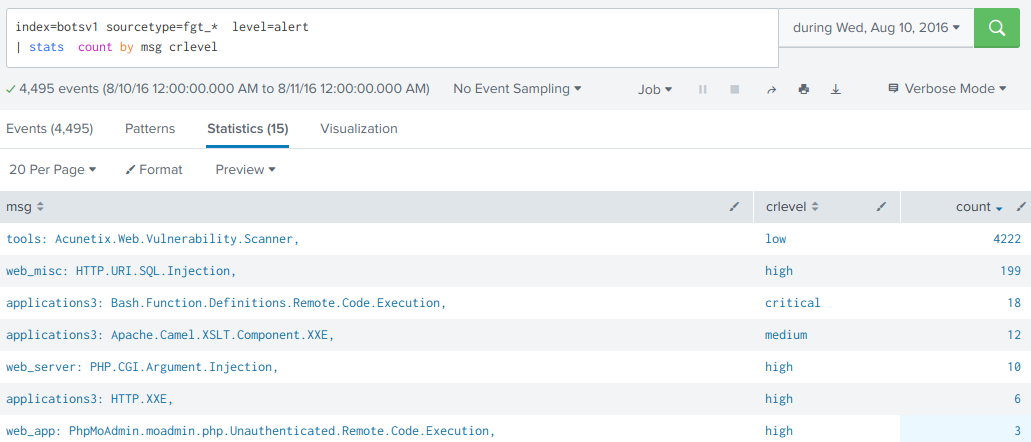 index=botsv1 sourcetype=fgt_*  level=alert
| stats  count by msg crlevel
during Wed, Aug 10, 2016
4,495 events (8/10/16 12:00:00.000 AM to 8/11/16 12:00:00.000 AM) No Event Sampling Job Verbose Mode
Events (4,495) Patterns Statistics (15) Visualization
20 Per Page Format Preview
msg crlevel count
tools: Acunetix.Web.Vulnerability.Scanner, low 4222
web_misc: HTTP.URI.SQL.Injection, high 199
applications3: Bash.Function.Definitions.Remote.Code.Execution, critical 18
applications3: Apache.Camel.XSLT.Component.XXE, medium 12
web_server: PHP.CGI.Argument.Injection, high 10
applications3: HTTP.XXE, high 6
web_app: PhpMoAdmin.moadmin.php.Unauthenticated.Remote.Code.Execution, high 3